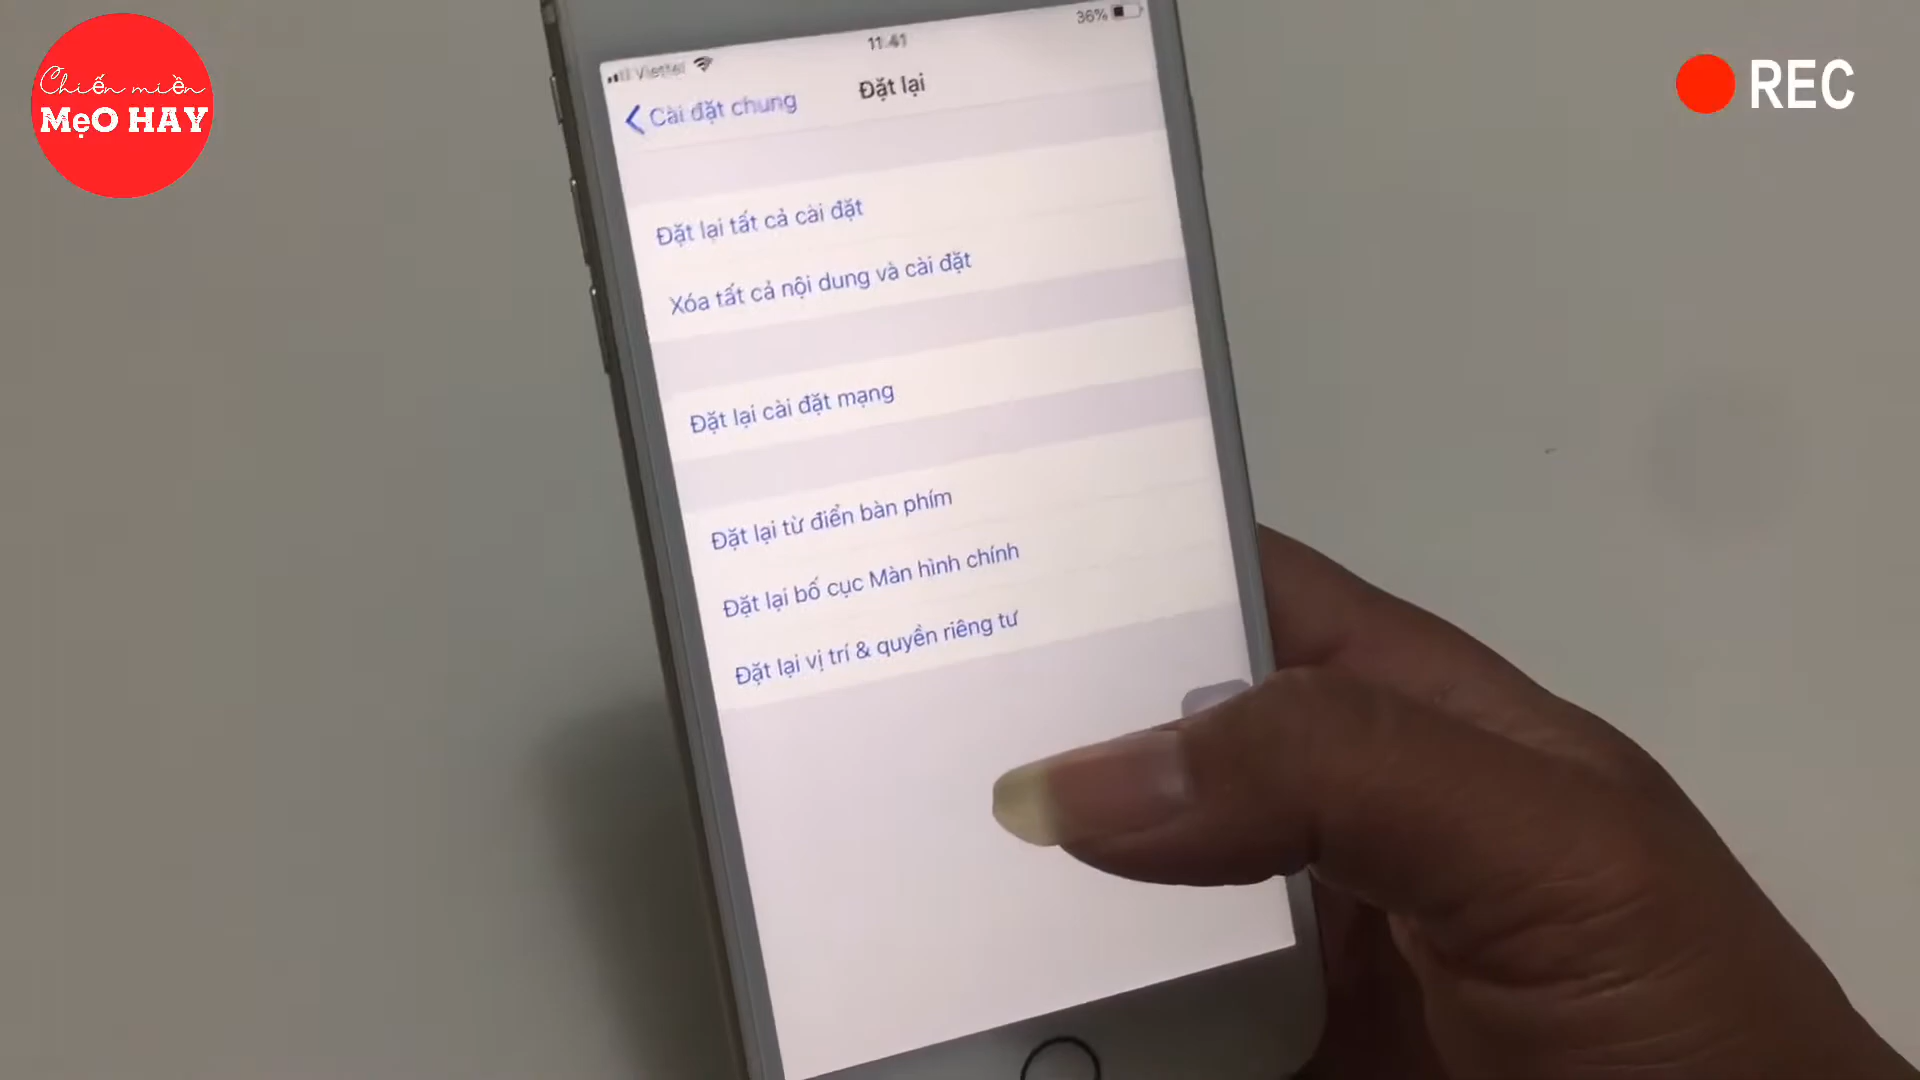 Chiến miền
MẹO HAY
REC
Viettel
11:41
36%
Cài đặt chung
Đặt lại
Đặt lại tất cả cài đặt
Xóa tất cả nội dung và cài đặt
Đặt lại cài đặt mạng
Đặt lại từ điển bàn phím
Đặt lại bố cục Màn hình chính
Đặt lại vị trí & quyền riêng tư